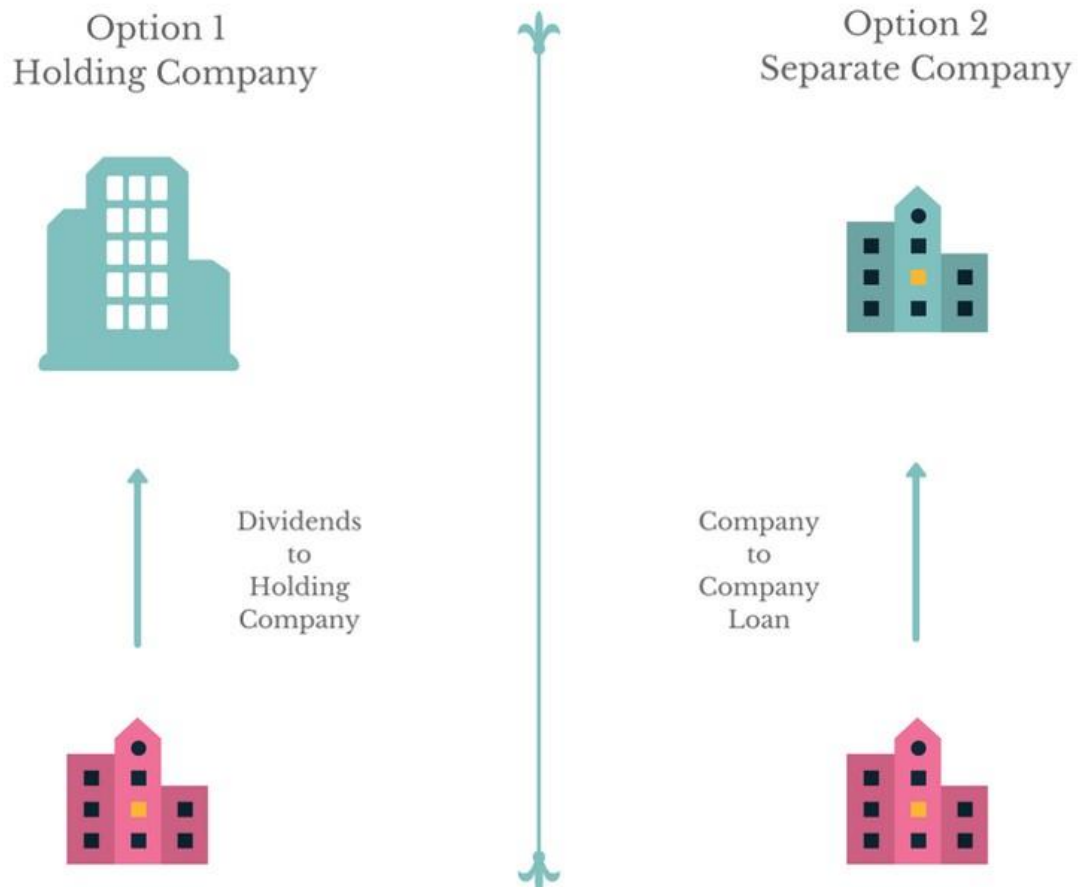 Option 1
Holding Company
Option 2
Separate Company
Dividends
to
Holding
Company
Company
to
Company
Loan